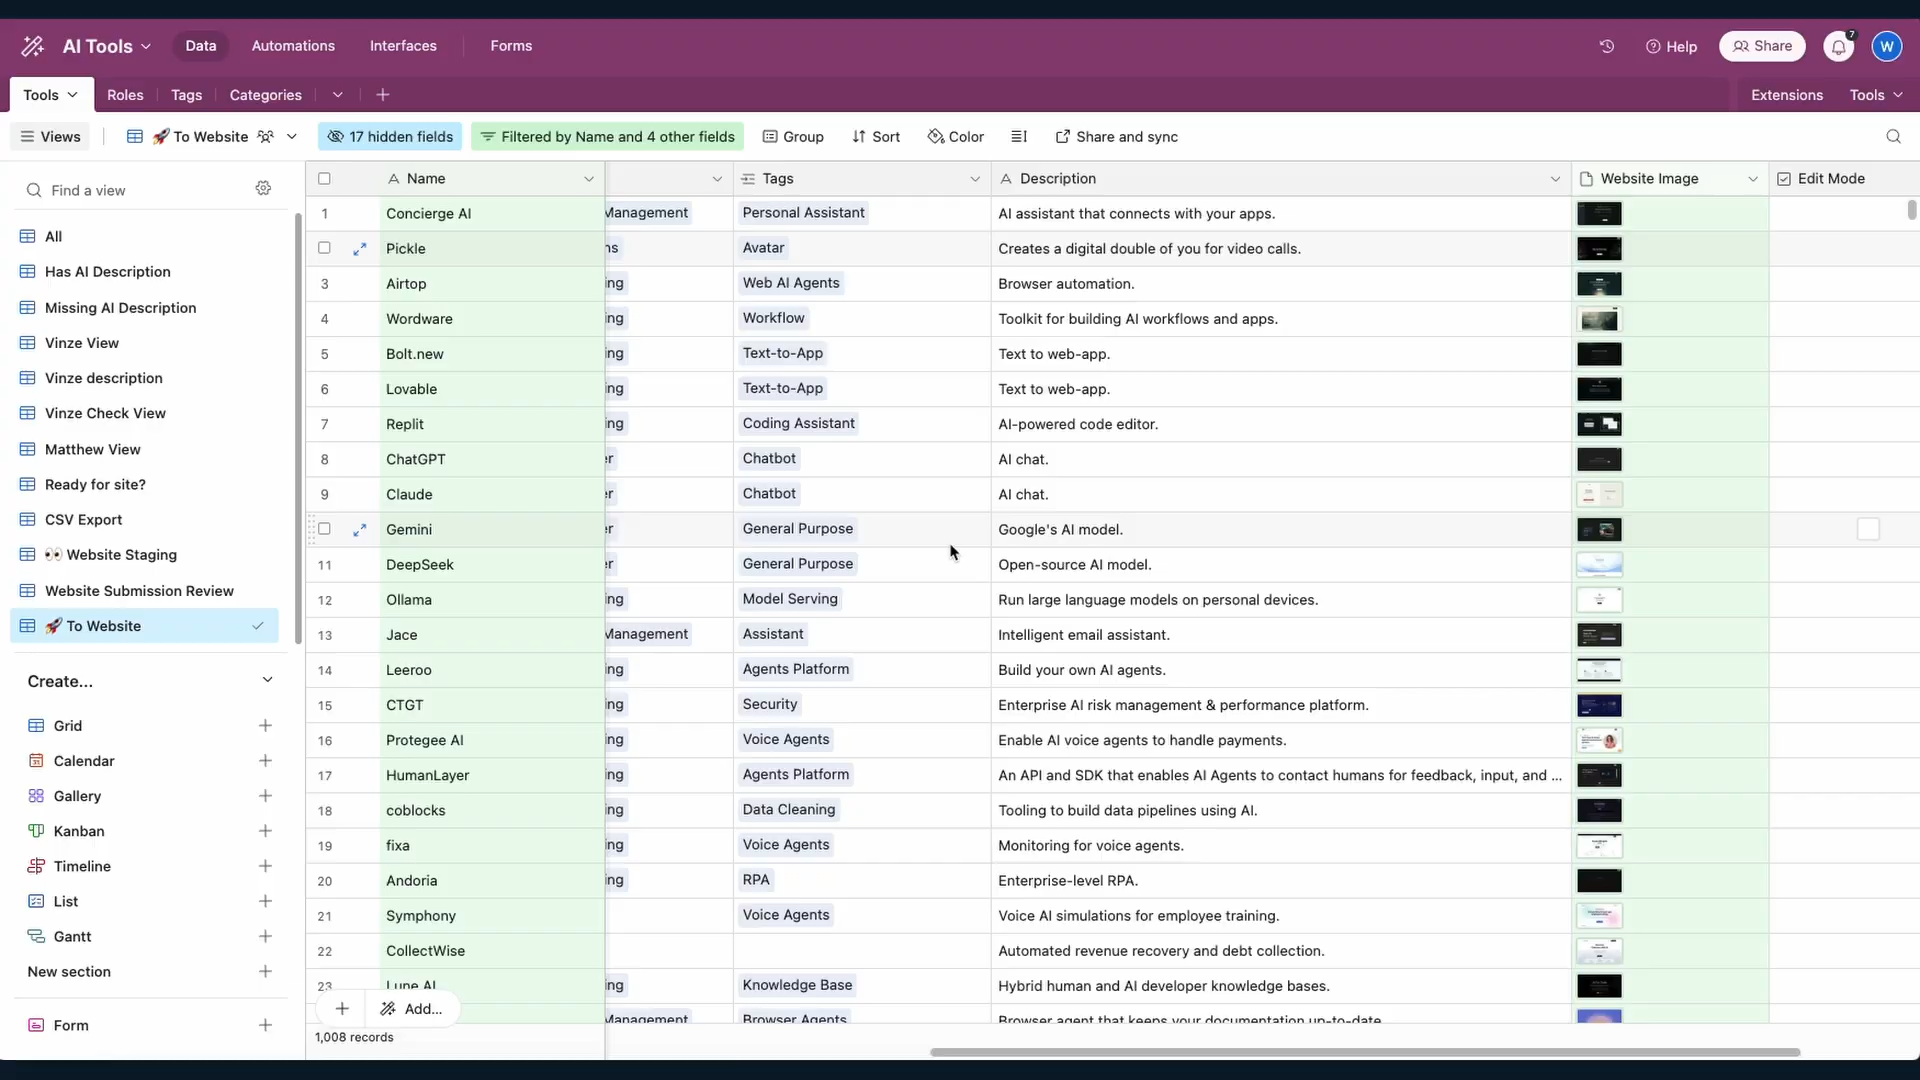 AI Tools Data Automations Interfaces Forms Help Share 7 W
Tools Roles Tags Categories Extensions Tools
Views 🚀 To Website 17 hidden fields Filtered by Name and 4 other fields Group Sort Color Share and sync
Find a view
All
Has AI Description
Missing AI Description
Vinze View
Vinze description
Vinze Check View
Matthew View
Ready for site?
CSV Export
👀 Website Staging
Website Submission Review
🚀 To Website
Create...
Grid
Calendar
Gallery
Kanban
Timeline
List
Gantt
New section
Form
Name Tags Description Website Image Edit Mode
1 Concierge AI Management Personal Assistant AI assistant that connects with your apps.
Pickle ns Avatar Creates a digital double of you for video calls.
3 Airtop ing Web AI Agents Browser automation.
4 Wordware ing Workflow Toolkit for building AI workflows and apps.
5 Bolt.new ing Text-to-App Text to web-app.
6 Lovable ing Text-to-App Text to web-app.
7 Replit ing Coding Assistant AI-powered code editor.
8 ChatGPT er Chatbot AI chat.
9 Claude er Chatbot AI chat.
Gemini er General Purpose Google's AI model.
11 DeepSeek er General Purpose Open-source AI model.
12 Ollama ing Model Serving Run large language models on personal devices.
13 Jace Management Assistant Intelligent email assistant.
14 Leeroo ing Agents Platform Build your own AI agents.
15 CTGT ing Security Enterprise AI risk management & performance platform.
16 Protegee AI ing Voice Agents Enable AI voice agents to handle payments.
17 HumanLayer ing Agents Platform An API and SDK that enables AI Agents to contact humans for feedback, input, and ...
18 coblocks ing Data Cleaning Tooling to build data pipelines using AI.
19 fixa ing Voice Agents Monitoring for voice agents.
20 Andoria ing RPA Enterprise-level RPA.
21 Symphony Voice Agents Voice AI simulations for employee training.
22 CollectWise Automated revenue recovery and debt collection.
23 Lune AI ing Knowledge Base Hybrid human and AI developer knowledge bases.
Management Browser Agents Browser agent that keeps your documentation up-to-date
Add...
1,008 records